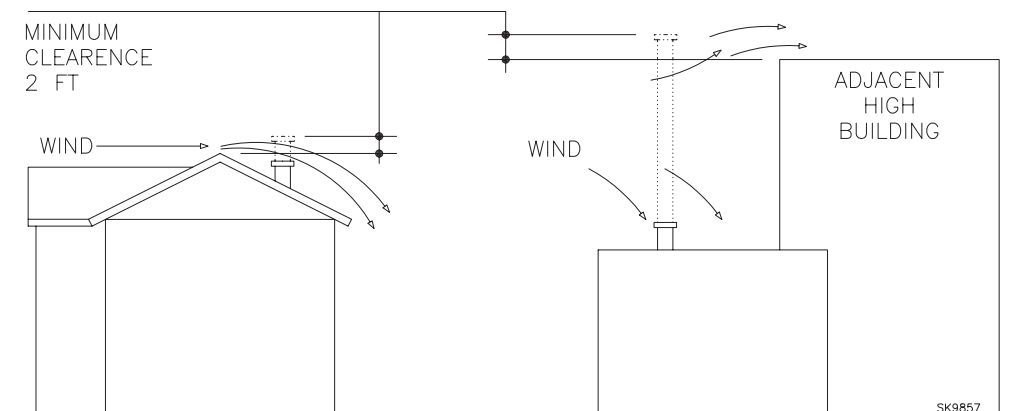 MINIMUM
CLEARENCE
2 FT
WIND
WIND
ADJACENT
HIGH
BUILDING
SK9857